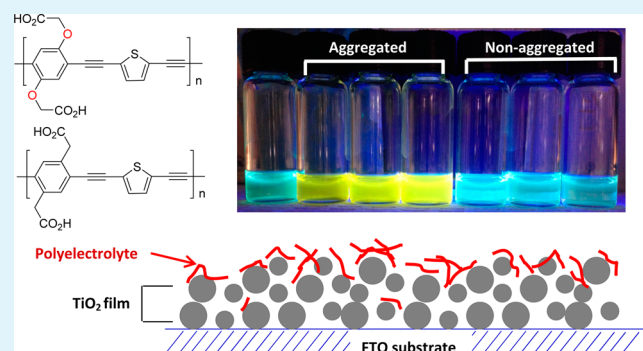 HO₂C
O
n
O
CO₂H
HO₂C
n
CO₂H
Aggregated
Non-aggregated
Polyelectrolyte
TiO₂ film
FTO substrate